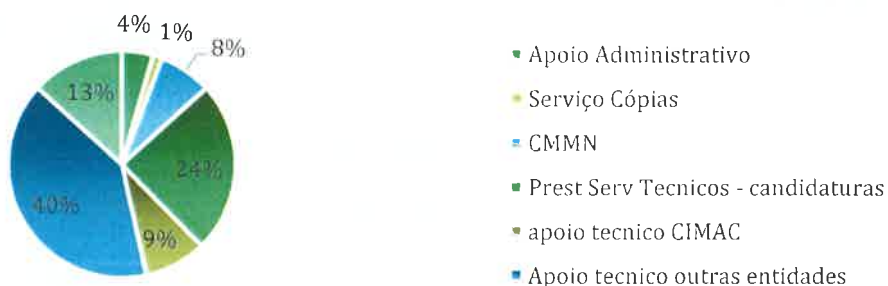 4% 1%
8%
13%
24%
40%
9%
Apoio Administrativo
Serviço Cópias
CMMN
Prest Serv Tecnicos - candidaturas
apoio tecnico CIMAC
Apoio tecnico outras entidades